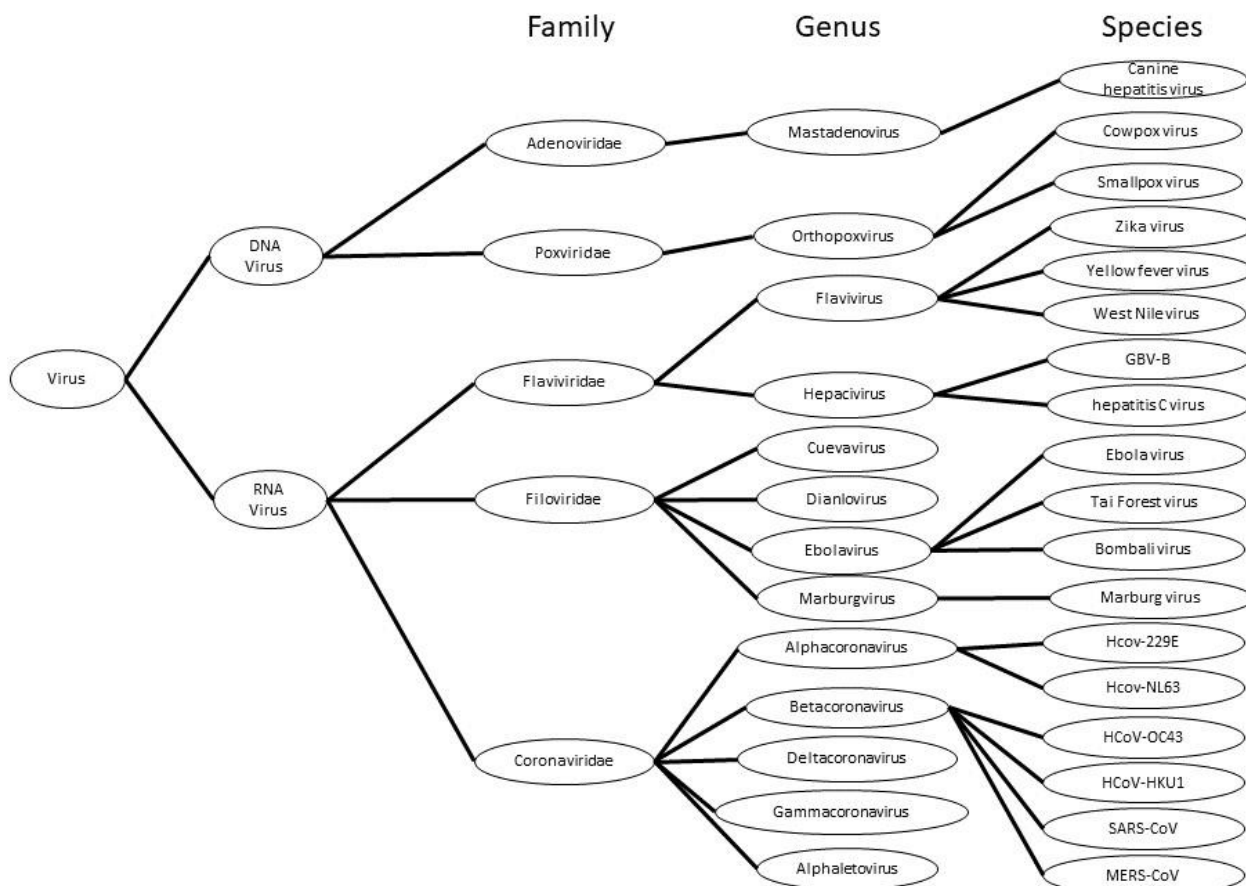 Family Genus Species
Canine
hepatitis virus
Adenoviridae Mastadenovirus Cowpox virus
Smallpox virus
DNA
Virus
Poxviridae Orthopoxvirus Zika virus
Yellow fever virus
Flavivirus
West Nile virus
Virus
Flaviviridae Hepacivirus GBV-B
hepatitis C virus
Cuevavirus Ebola virus
RNA
Virus
Filoviridae Dianlovirus Tai Forest virus
Ebolavirus Bombali virus
Marburgvirus Marburg virus
Alphacoronavirus Hcov-229E
Hcov-NL63
Betacoronavirus HCoV-OC43
Coronaviridae Deltacoronavirus HCoV-HKU1
Gammacoronavirus SARS-CoV
Alphaletovirus MERS-CoV